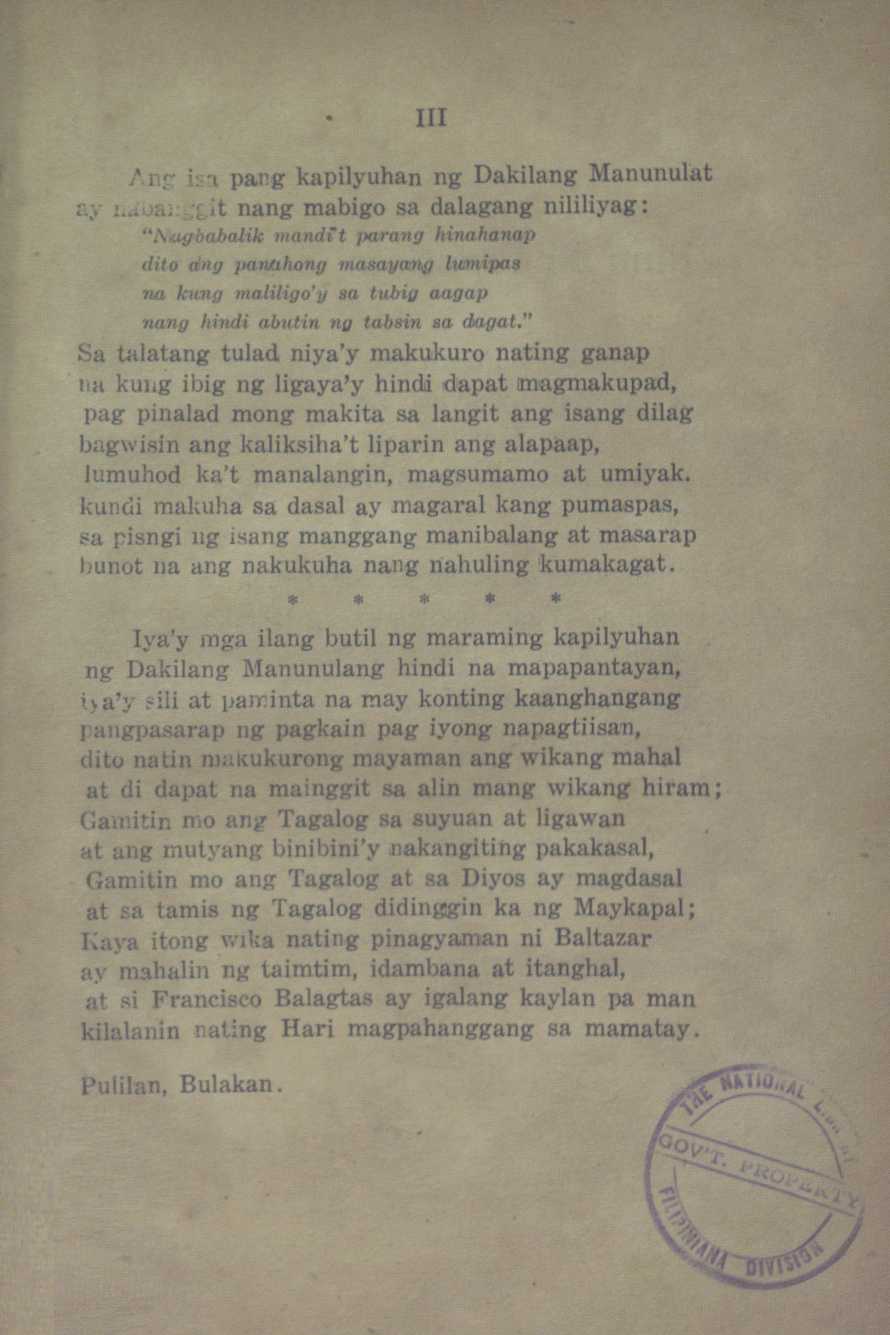 III
Ang isa pang kapilyuhan ng Dakilang Manunulat
ay nabanggit nang mabigo sa dalagang nililiyag:
"Nagbabalik mandi't parang hinahanap
dito ang panahong masayang lumipas
na kung maliligo'y sa tubig aagap
nang hindi abutin ng tabsin sa dagat."
Sa talatang tulad niya'y makukuro nating ganap
na kung ibig ng ligaya'y hindi dapat magmakupad,
pag pinalad mong makita sa langit ang isang dilag
bagwisin ang kaliksiha't liparin ang alapaap,
lumuhod ka't manalangin, magsumamo at umiyak.
kundi makuha sa dasal ay magaral kang pumaspas,
sa pisngi ng isang manggang manibalang at masarap
bunot na ang nakukuha nang nahuling kumakagat.
* * * * *
Iya'y mga ilang butil ng maraming kapilyuhan
ng Dakilang Manunulang hindi na mapapantayan,
iya'y sili at paminta na may konting kaanghangang
pangpasarap ng pagkain pag iyong napagtiisan,
dito natin makukurong mayaman ang wikang mahal
at di dapat na mainggit sa alin mang wikang hiram;
Gamitin mo ang Tagalog sa suyuan at ligawan
at ang mutyang binibini'y nakangiting pakakasal,
Gamitin mo ang Tagalog at sa Diyos ay magdasal
at sa tamis ng Tagalog didinggin ka ng Maykapal;
Kaya itong wika nating pinagyaman ni Baltazar
ay mahalin ng taimtim, idambana at itanghal,
at si Francisco Balagtas ay igalang kaylan pa man
kilalanin nating Hari magpahanggang sa mamatay.
Pulilan, Bulakan.
THE NATIONAL
GOV'T. PROPERTY
FILIPINIANA DIVISION